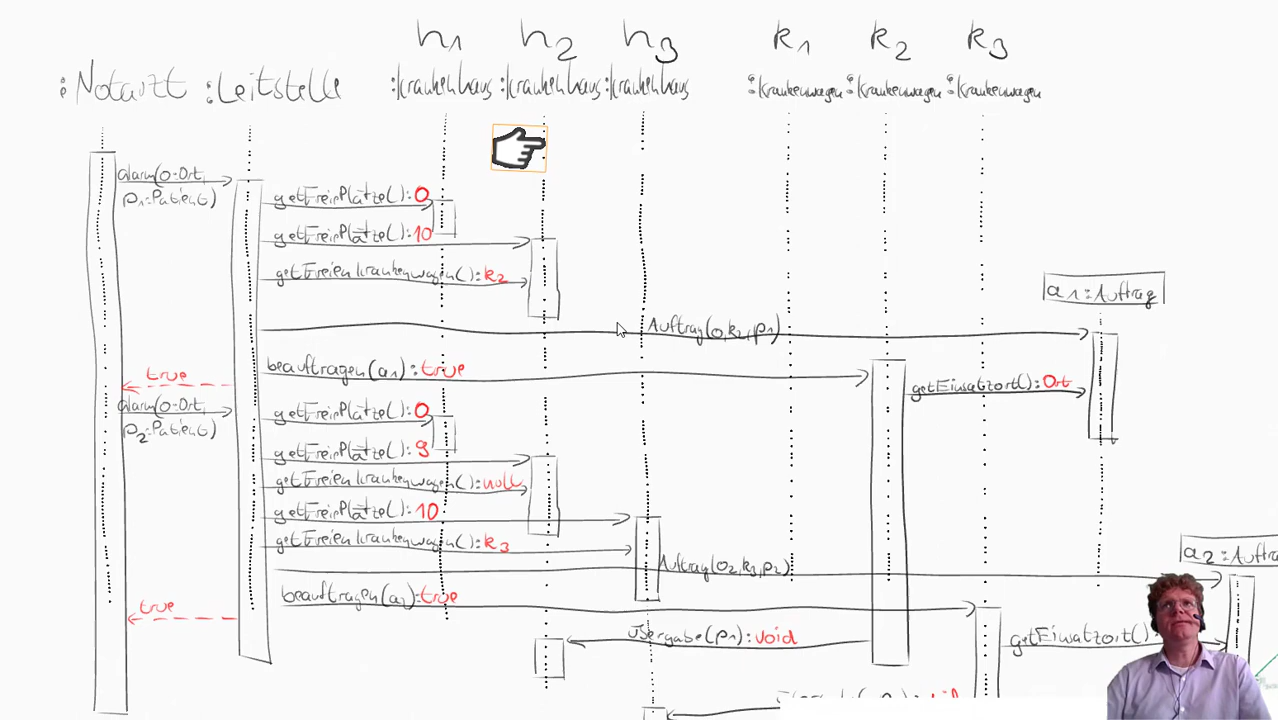 h1 h2 h3 k1 k2 k3
:Notarzt :Leitstelle :Krankenhaus :Krankenhaus :Krankenhaus :Krankenwagen :Krankenwagen :Krankenwagen
alarm(o:Ort,
p1:Patient)
getFreiePlätze():0
getFreiePlätze():10
getFreienKrankenwagen():k2
a1:Auftrag
Auftrag(o,k2,p1)
beauftragen(a1):true
true
getEinsatzort():Ort
alarm(o:Ort,
p2:Patient)
getFreiePlätze():0
getFreiePlätze():9
getFreienKrankenwagen():null
getFreiePlätze():10
getFreienKrankenwagen():k3
a2:Auftra
Auftrag(o2,k3,p2)
beauftragen(a2):true
true
Übergabe(p1):void
getEinsatzort():